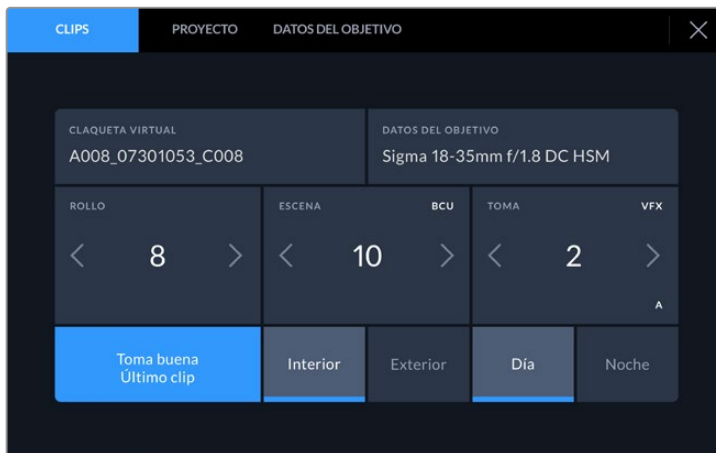 CLIPS PROYECTO DATOS DEL OBJETIVO
CLAQUETA VIRTUAL
A008_07301053_C008
DATOS DEL OBJETIVO
Sigma 18-35mm f/1.8 DC HSM
ROLLO
8
ESCENA BCU
10
TOMA VFX
2
A
Toma buena
Último clip
Interior
Exterior
Día
Noche